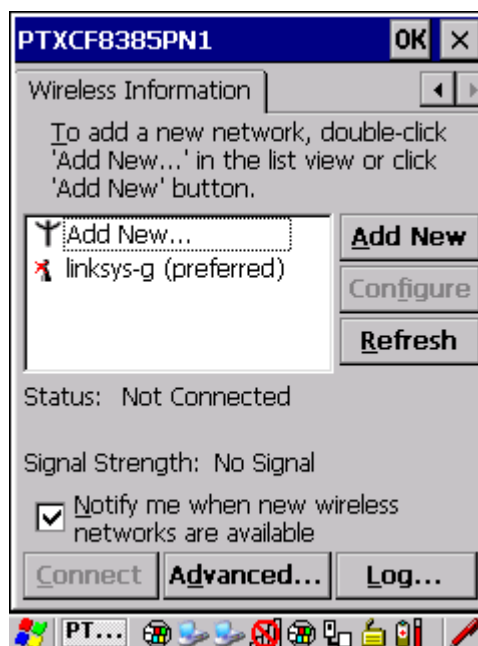 PTXCF8385PN1 OK ×
Wireless Information
To add a new network, double-click
'Add New...' in the list view or click
'Add New' button.
Add New...
linksys-g (preferred)
Add New
Configure
Refresh
Status: Not Connected
Signal Strength: No Signal
Notify me when new wireless
networks are available
Connect
Advanced...
Log...
PT...